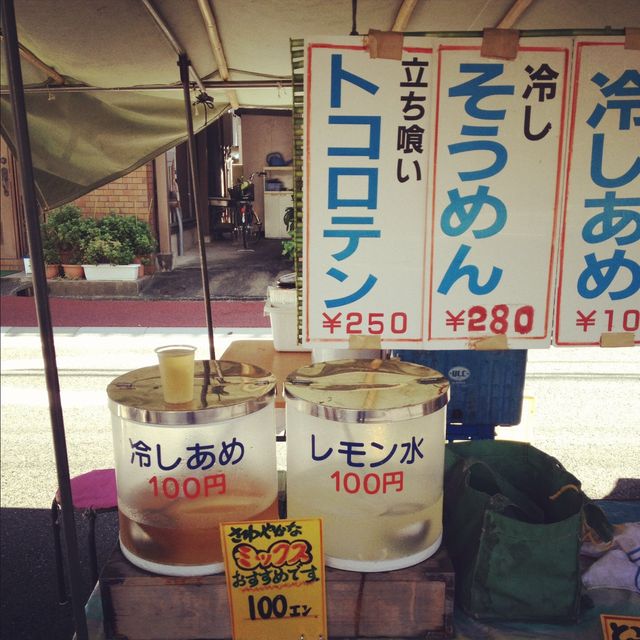 立ち喰い
トコロテン
¥250
冷し
そうめん
¥280
冷しあめ
¥10
冷しあめ
100円
レモン水
100円
さわやかな
ミックス
おすすめです
100エン